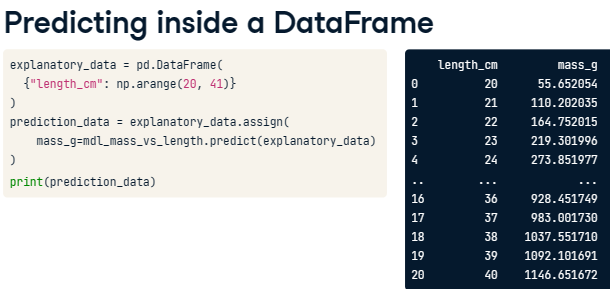 Predicting inside a DataFrame
explanatory_data = pd.DataFrame(
  {"length_cm": np.arange(20, 41)}
)
prediction_data = explanatory_data.assign(
    mass_g=mdl_mass_vs_length.predict(explanatory_data)
)
print(prediction_data)
    length_cm       mass_g
0          20    55.652054
1          21   110.202035
2          22   164.752015
3          23   219.301996
4          24   273.851977
..        ...          ...
16         36   928.451749
17         37   983.001730
18         38  1037.551710
19         39  1092.101691
20         40  1146.651672